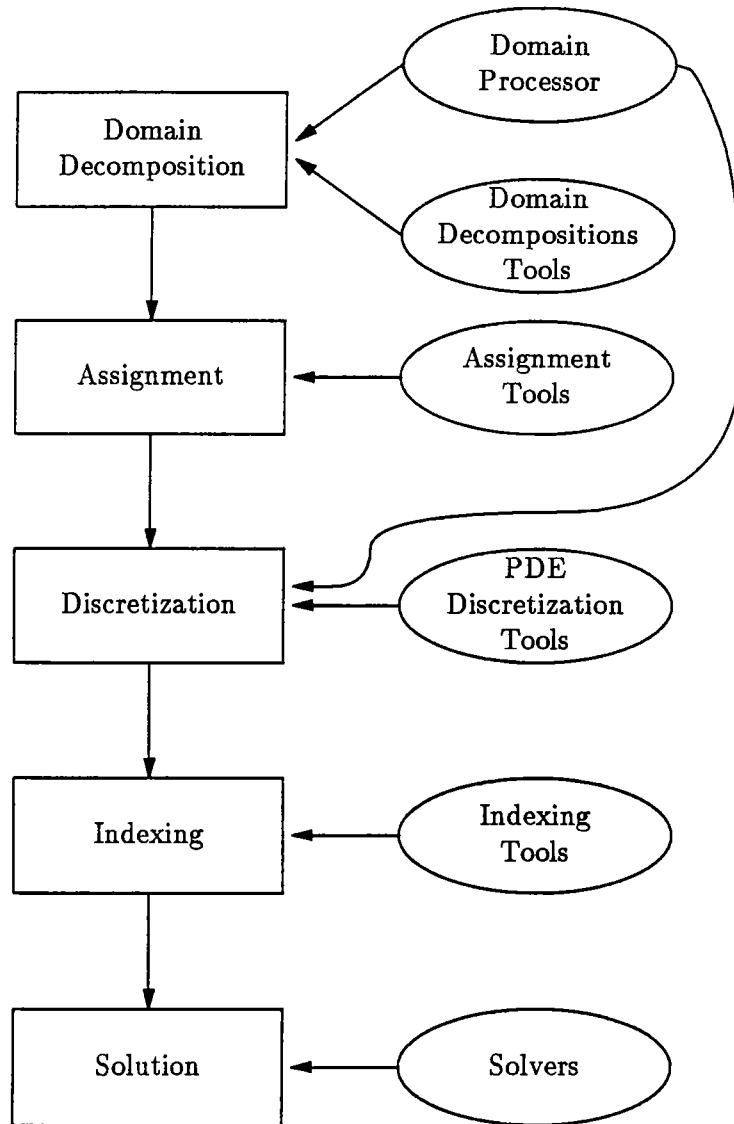 Domain
Processor
Domain
Decomposition
Domain
Decompositions
Tools
Assignment
Assignment
Tools
Discretization
PDE
Discretization
Tools
Indexing
Indexing
Tools
Solution
Solvers